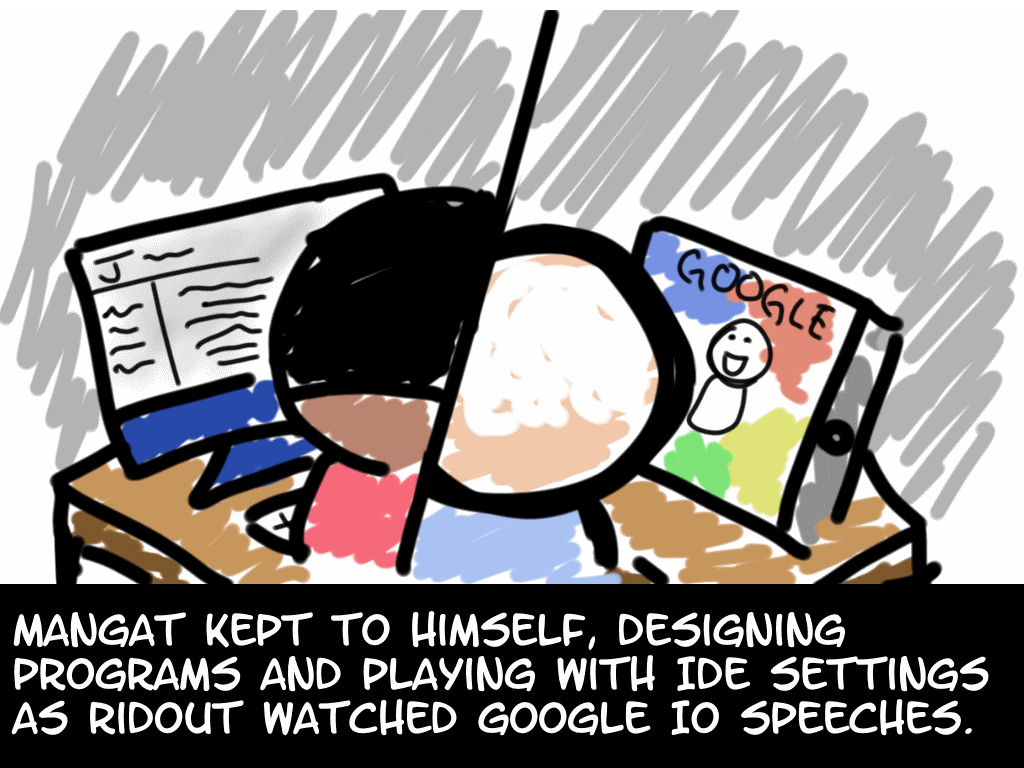 GOOGLE
MANGAT KEPT TO HIMSELF, DESIGNING
PROGRAMS AND PLAYING WITH IDE SETTINGS
AS RIDOUT WATCHED GOOGLE IO SPEECHES.